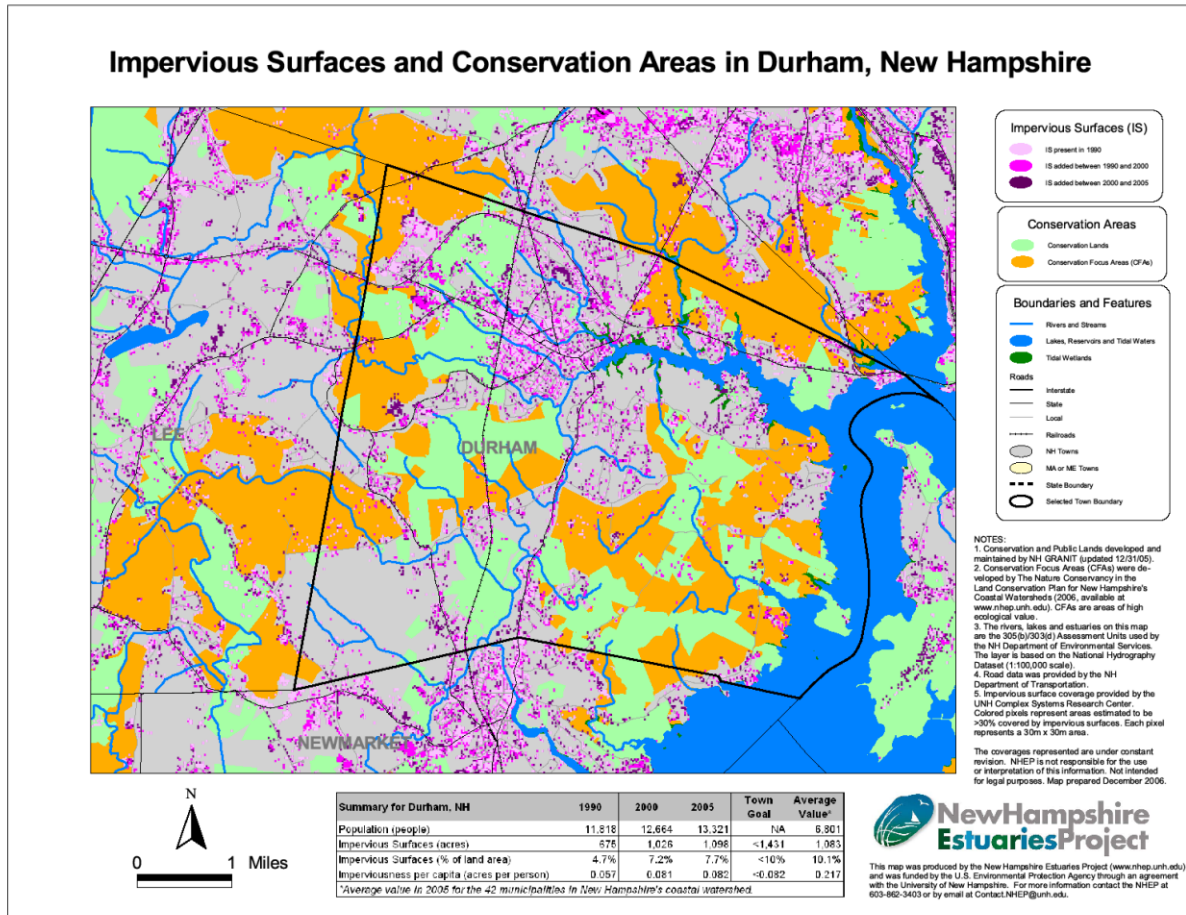 Impervious Surfaces and Conservation Areas in Durham, New Hampshire
LEE
DURHAM
NEWMARKET
Impervious Surfaces (IS)
IS present in 1990
IS added between 1990 and 2000
IS added between 2000 and 2005
Conservation Areas
Conservation Lands
Conservation Focus Areas (CFAs)
Boundaries and Features
Rivers and Streams
Lakes, Reservoirs and Tidal Waters
Tidal Wetlands
Roads
Interstate
State
Local
Railroads
NH Towns
MA or ME Towns
State Boundary
Selected Town Boundary
NOTES:
1. Conservation and Public Lands developed and
maintained by NH GRANIT (updated 12/31/05).
2. Conservation Focus Areas (CFAs) were de-
veloped by The Nature Conservancy in the
Land Conservation Plan for New Hampshire's
Coastal Watersheds (2006, available at
www.nhep.unh.edu). CFAs are areas of high
ecological value.
3. The rivers, lakes and estuaries on this map
are the 305(b)/303(d) Assessment Units used by
the NH Department of Environmental Services.
The layer is based on the National Hydrography
Dataset (1:100,000 scale).
4. Road data was provided by the NH
Department of Transportation.
5. Impervious surface coverage provided by the
UNH Complex Systems Research Center.
Colored pixels represent areas estimated to be
>30% covered by impervious surfaces. Each pixel
represents a 30m x 30m area.
The coverages represented are under constant
revision. NHEP is not responsible for the use
or interpretation of this information. Not intended
for legal purposes. Map prepared December 2006.
N
0 1 Miles
Summary for Durham, NH 1990 2000 2005 Town Goal Average Value*
Population (people) 11,818 12,664 13,321 NA 6,801
Impervious Surfaces (acres) 675 1,026 1,098 <1,431 1,083
Impervious Surfaces (% of land area) 4.7% 7.2% 7.7% <10% 10.1%
Imperviousness per capita (acres per person) 0.057 0.081 0.082 <0.082 0.217
*Average value in 2005 for the 42 municipalities in New Hampshire's coastal watershed.
NewHampshire
EstuariesProject
This map was produced by the New Hampshire Estuaries Project (www.nhep.unh.edu)
and was funded by the U.S. Environmental Protection Agency through an agreement
with the University of New Hampshire. For more information contact the NHEP at
603-862-3403 or by email at Contact.NHEP@unh.edu.